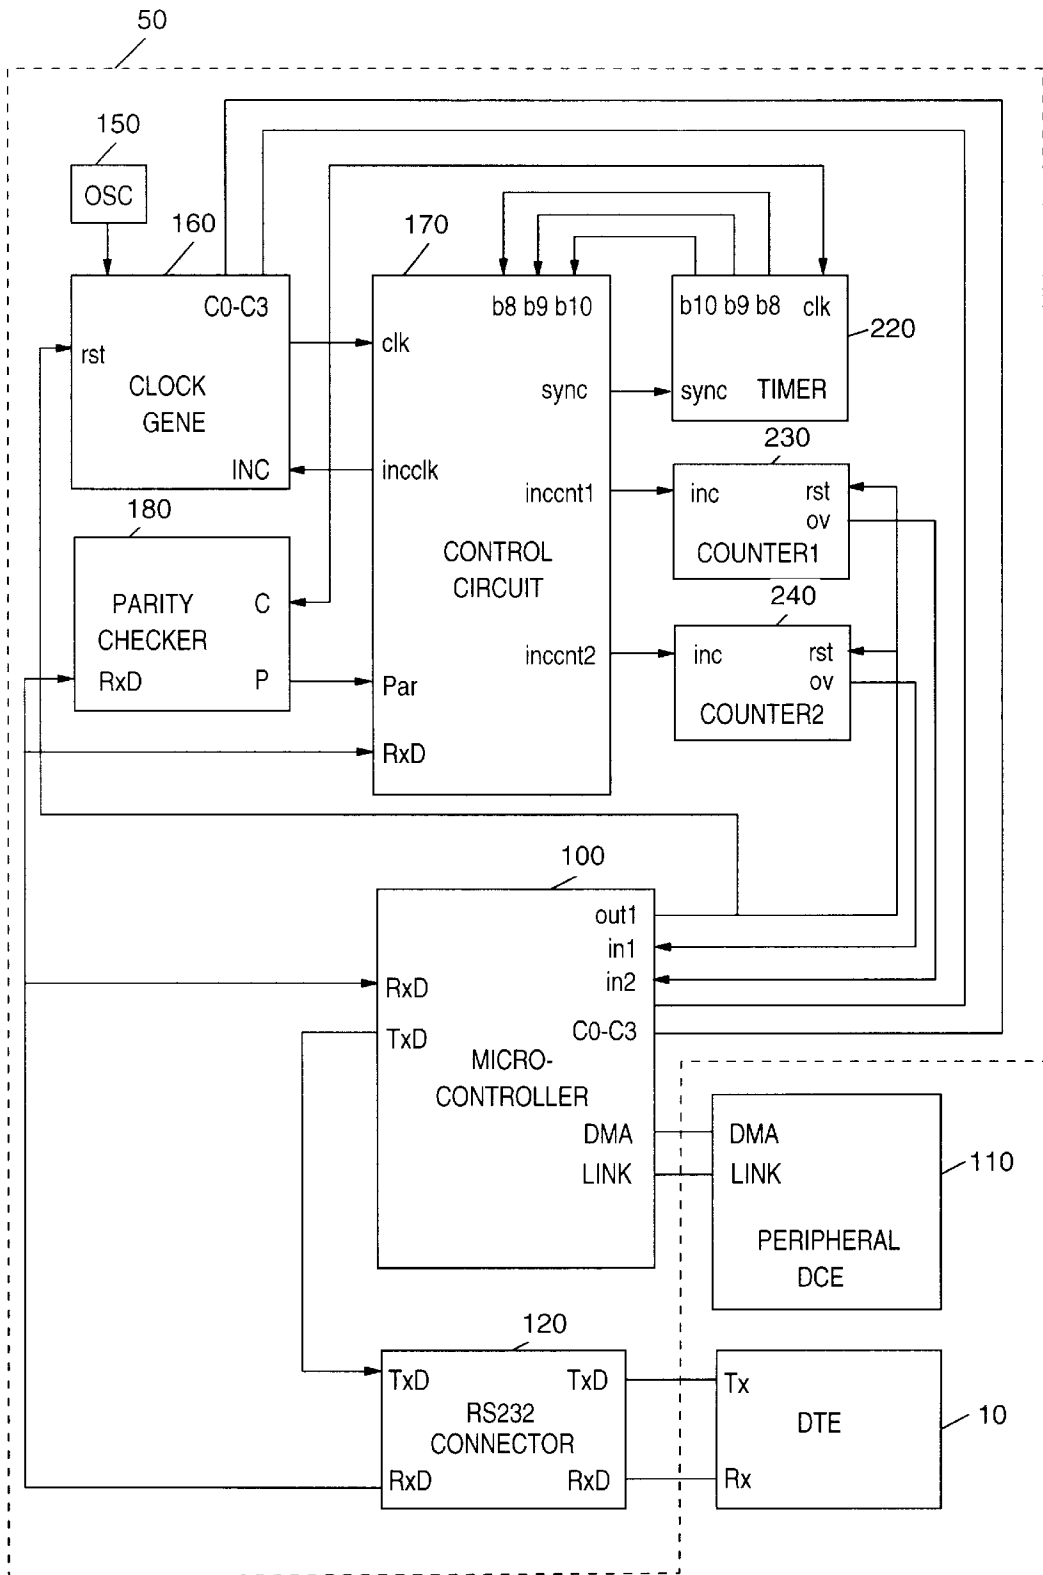 50
150
OSC
160
170
C0-C3
b8 b9 b10
b10 b9 b8 clk
220
rst
clk
CLOCK
GENE
sync
sync TIMER
230
INC
incclk
inccnt1
inc rst
ov
COUNTER1
180
CONTROL
CIRCUIT
PARITY
CHECKER
C
240
inccnt2
inc rst
ov
COUNTER2
RxD P
Par
RxD
100
out1
in1
in2
RxD
TxD
C0-C3
MICRO-
CONTROLLER
DMA
LINK
DMA
LINK
110
PERIPHERAL
DCE
120
TxD TxD
RS232
CONNECTOR
RxD RxD
Tx
DTE
10
Rx